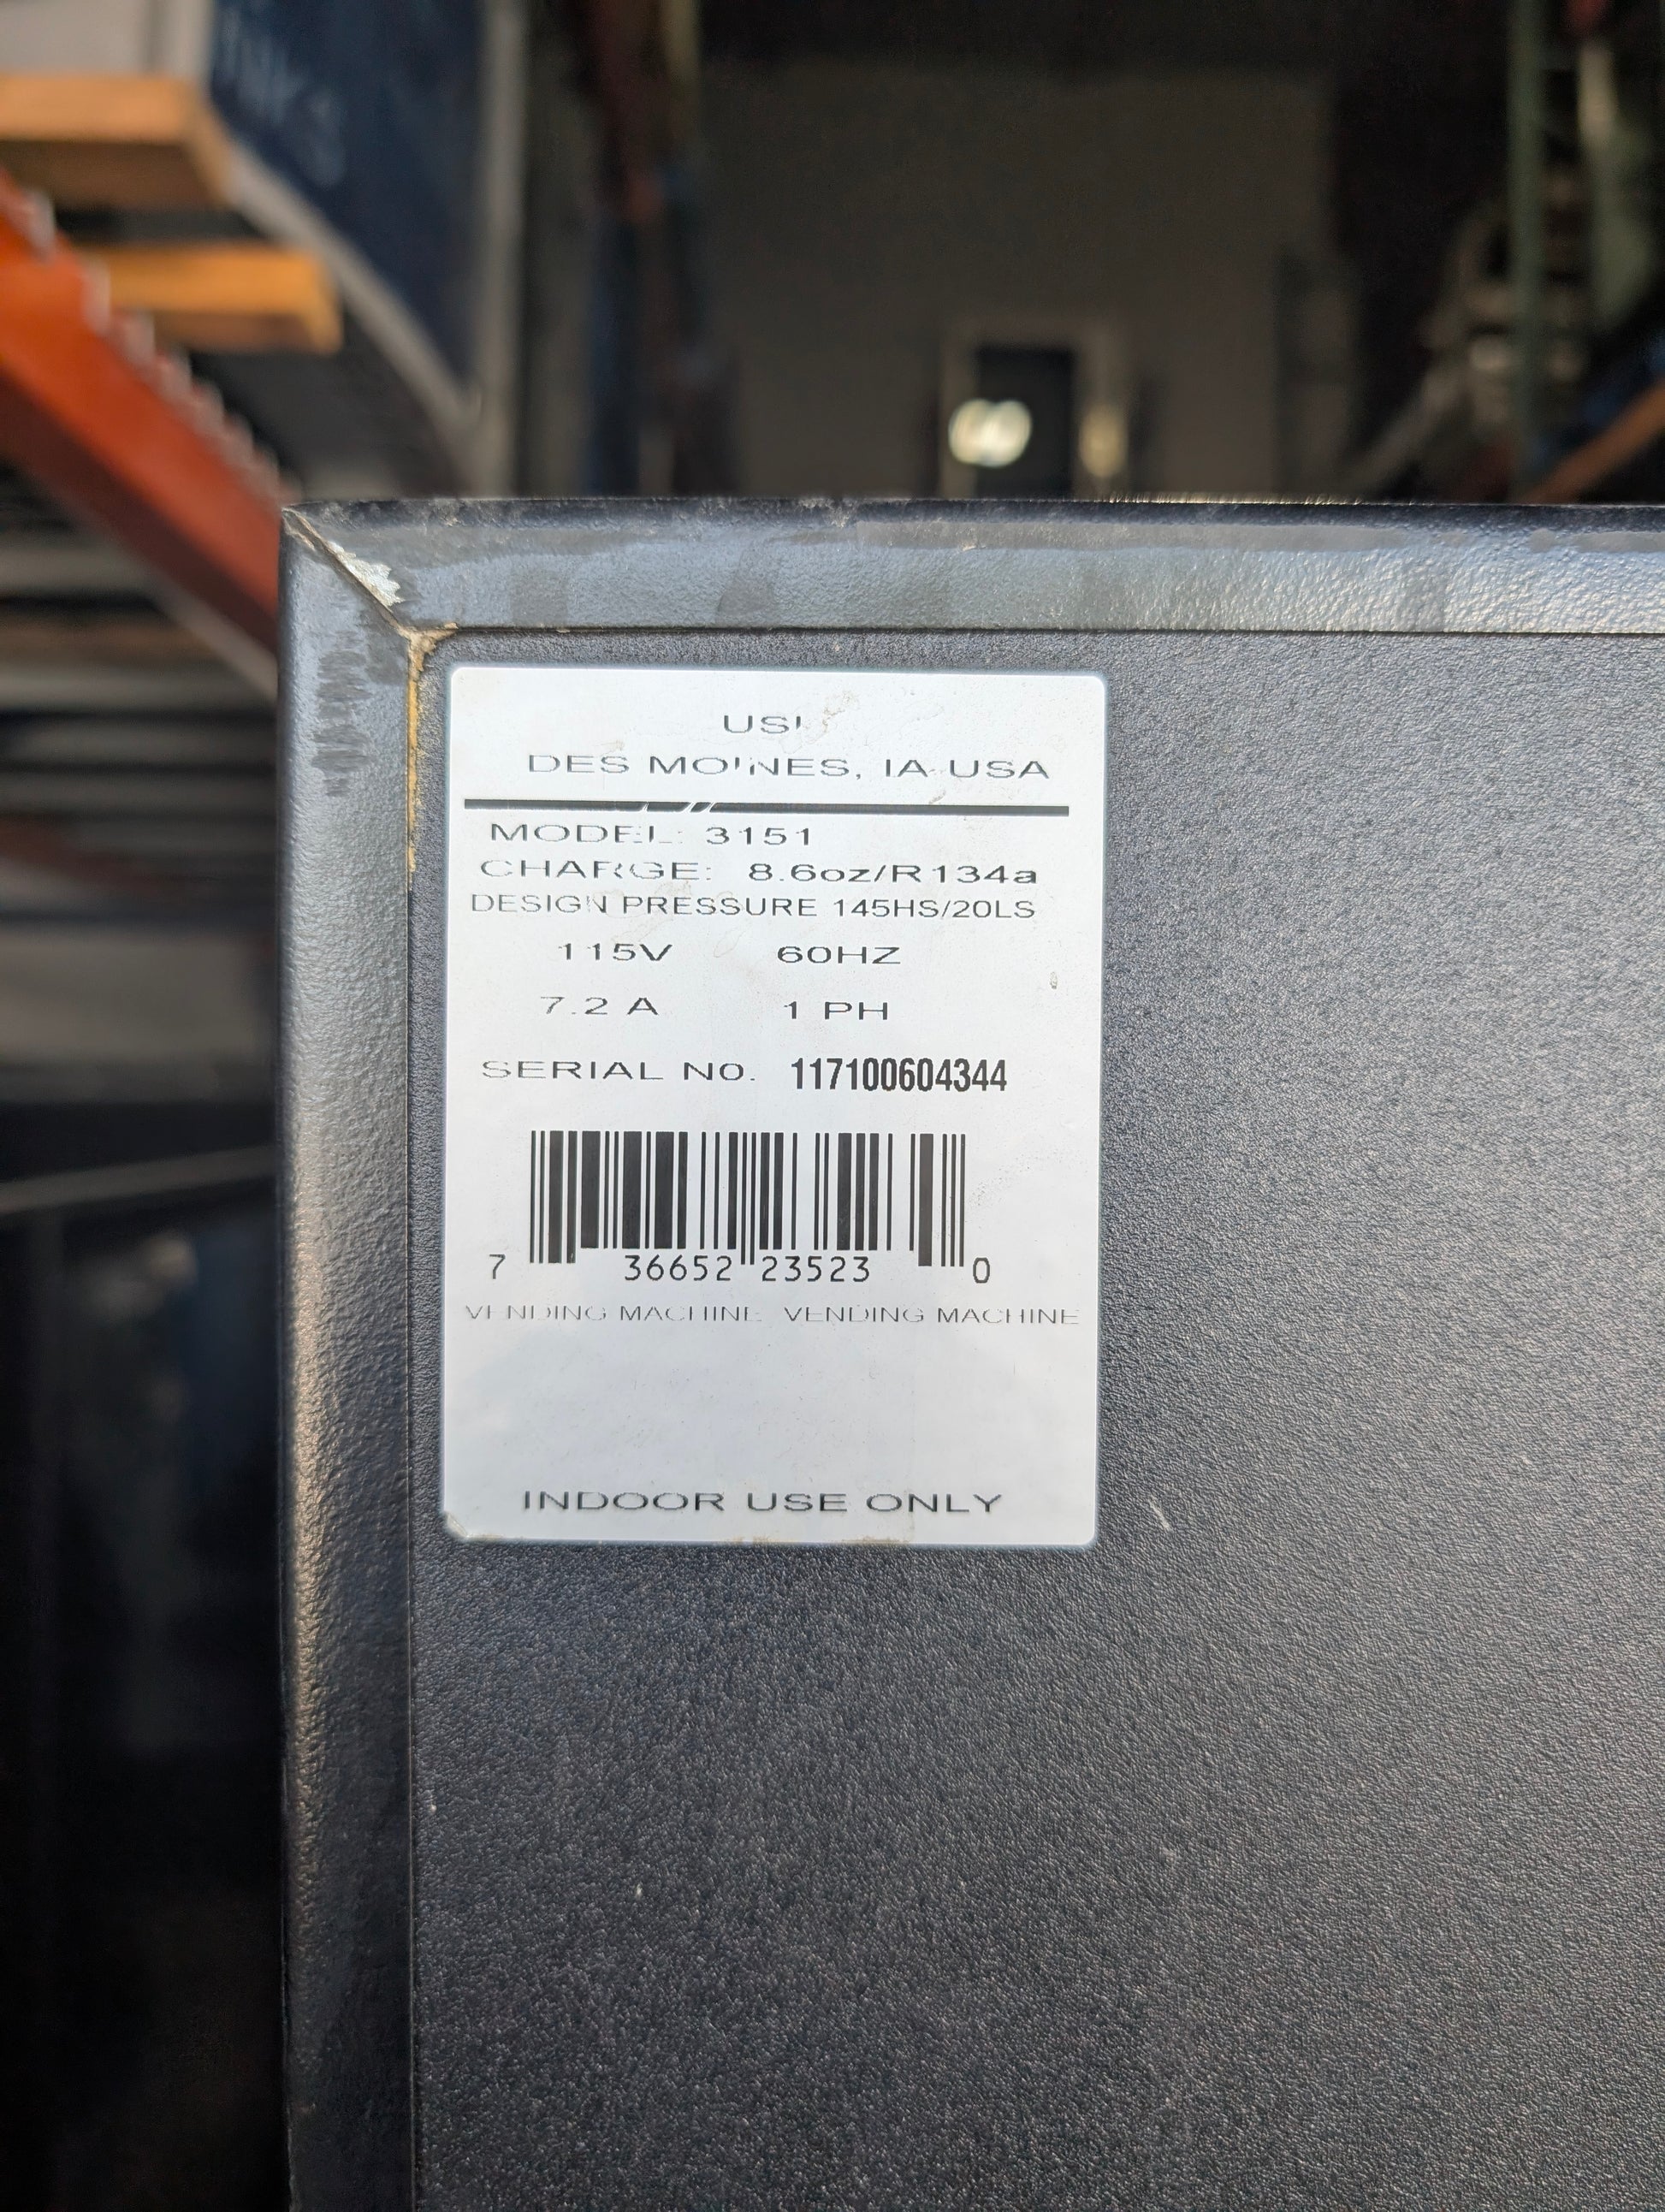 USI
DES MOINES, IA USA
MODEL: 3151
CHARGE: 8.6oz/R134a
DESIGN PRESSURE 145HS/20LS
115V 60HZ
7.2 A 1 PH
SERIAL NO. 117100604344
7 36652 23523 0
VENDING MACHINE VENDING MACHINE
INDOOR USE ONLY